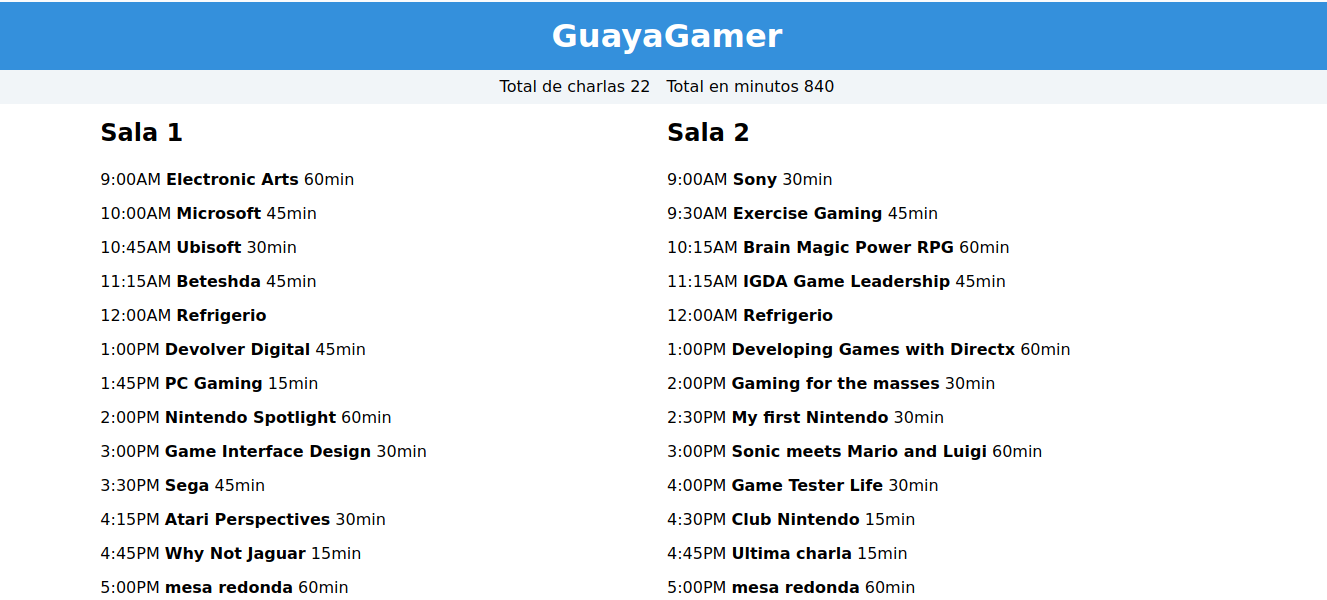 GuayaGamer
Total de charlas 22 Total en minutos 840
Sala 1
9:00AM Electronic Arts 60min
10:00AM Microsoft 45min
10:45AM Ubisoft 30min
11:15AM Beteshda 45min
12:00AM Refrigerio
1:00PM Devolver Digital 45min
1:45PM PC Gaming 15min
2:00PM Nintendo Spotlight 60min
3:00PM Game Interface Design 30min
3:30PM Sega 45min
4:15PM Atari Perspectives 30min
4:45PM Why Not Jaguar 15min
5:00PM mesa redonda 60min
Sala 2
9:00AM Sony 30min
9:30AM Exercise Gaming 45min
10:15AM Brain Magic Power RPG 60min
11:15AM IGDA Game Leadership 45min
12:00AM Refrigerio
1:00PM Developing Games with Directx 60min
2:00PM Gaming for the masses 30min
2:30PM My first Nintendo 30min
3:00PM Sonic meets Mario and Luigi 60min
4:00PM Game Tester Life 30min
4:30PM Club Nintendo 15min
4:45PM Ultima charla 15min
5:00PM mesa redonda 60min